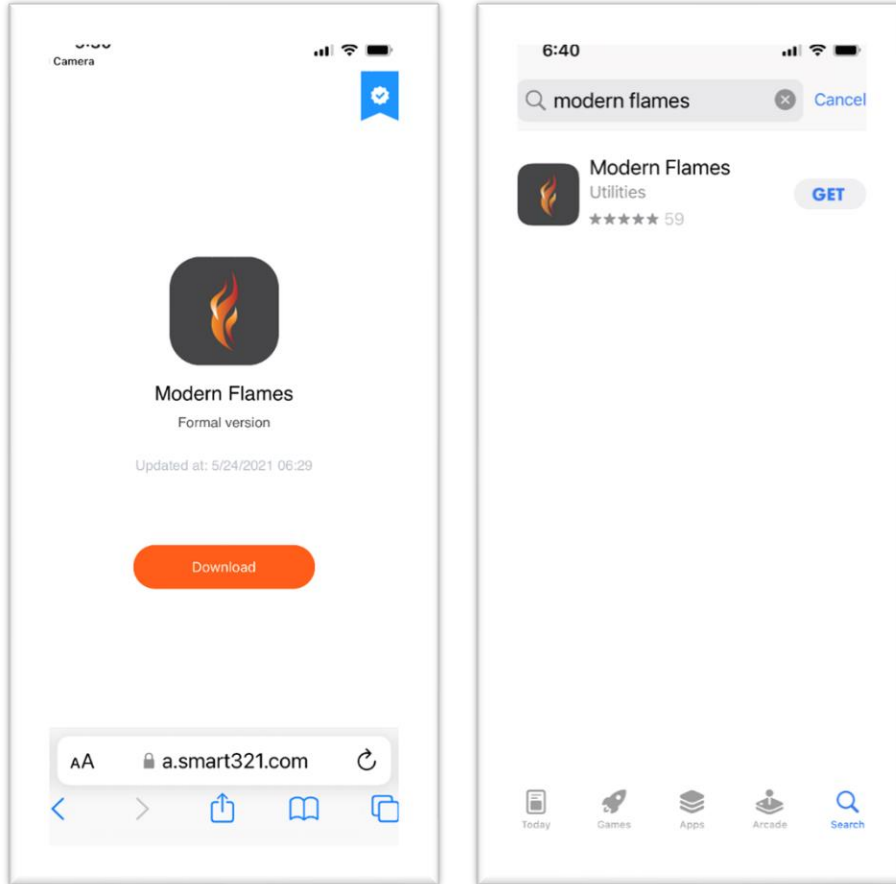 Camera
Modern Flames
Formal version
Updated at: 5/24/2021 06:29
Download
AA a.smart321.com
6:40
modern flames Cancel
Modern Flames
Utilities
GET
★★★★★ 59
Today Games Apps Arcade Search